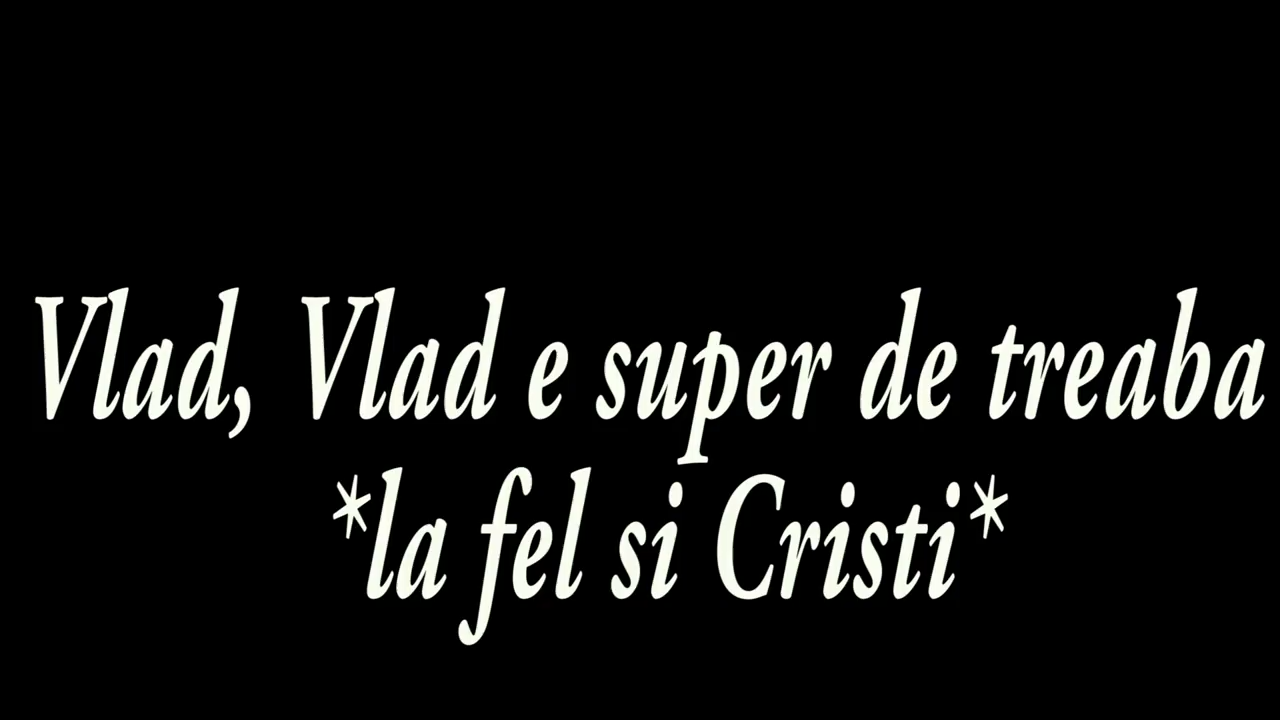 Vlad, Vlad e super de treaba
*la fel si Cristi*